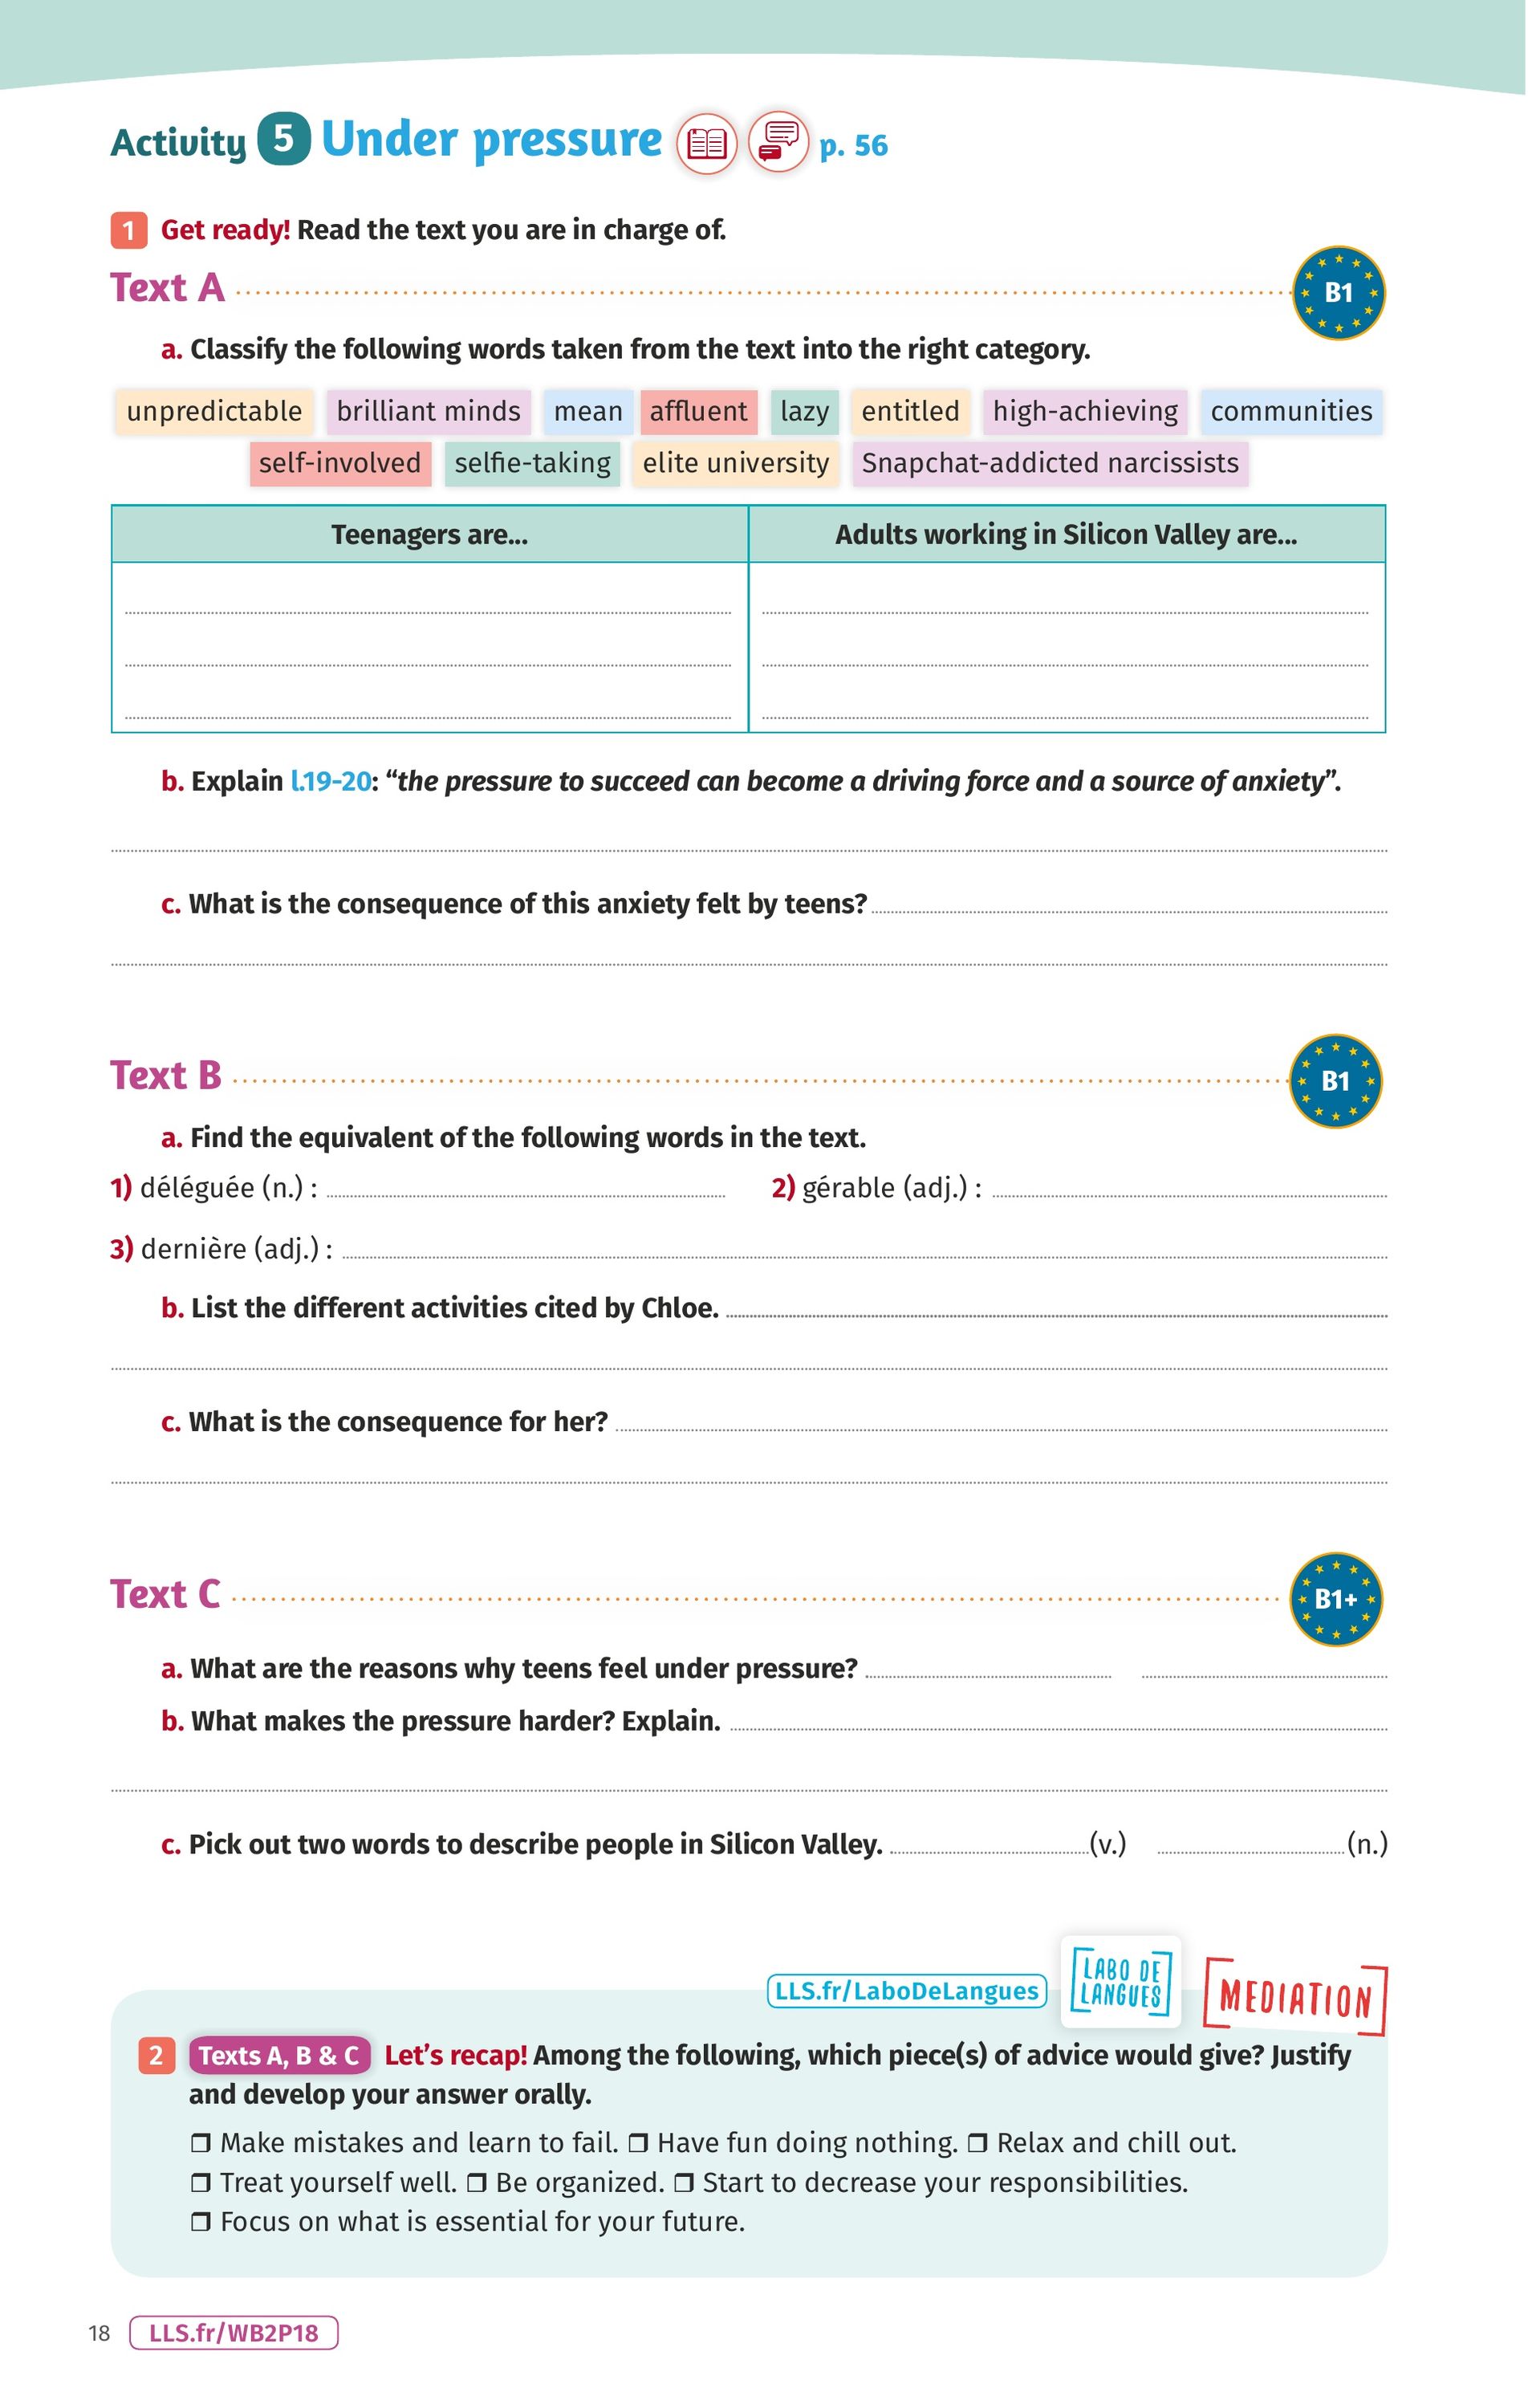 Activity 5 Under pressure p. 56
1 Get ready! Read the text you are in charge of.
Text A B1
a. Classify the following words taken from the text into the right category.
unpredictable brilliant minds mean affluent lazy entitled high-achieving communities
self-involved selfie-taking elite university Snapchat-addicted narcissists
Teenagers are... Adults working in Silicon Valley are...
b. Explain l.19-20: “the pressure to succeed can become a driving force and a source of anxiety”.
c. What is the consequence of this anxiety felt by teens?
Text B B1
a. Find the equivalent of the following words in the text.
1) déléguée (n.) : 2) gérable (adj.) :
3) dernière (adj.) :
b. List the different activities cited by Chloe.
c. What is the consequence for her?
Text C B1+
a. What are the reasons why teens feel under pressure?
b. What makes the pressure harder? Explain.
c. Pick out two words to describe people in Silicon Valley. (v.) (n.)
LLS.fr/LaboDeLangues
LABO DE
LANGUES
MEDIATION
2 Texts A, B & C Let’s recap! Among the following, which piece(s) of advice would give? Justify
and develop your answer orally.
❒ Make mistakes and learn to fail. ❒ Have fun doing nothing. ❒ Relax and chill out.
❒ Treat yourself well. ❒ Be organized. ❒ Start to decrease your responsibilities.
❒ Focus on what is essential for your future.
18 LLS.fr/WB2P18